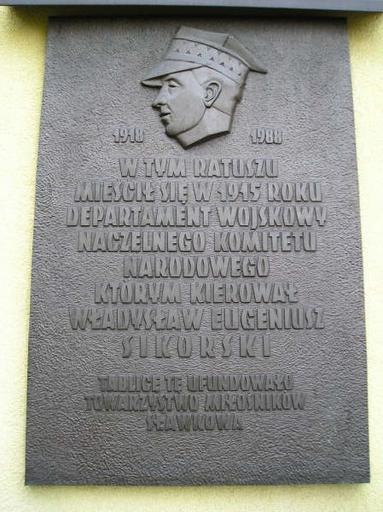 1918 1988
W TYM RATUSZU
MIEŚCIŁ SIĘ W 1915 ROKU
DEPARTAMENT WOJSKOWY
NACZELNEGO KOMITETU
NARODOWEGO
KTÓRYM KIEROWAŁ
WŁADYSŁAW EUGENIUSZ
SIKORSKI
TABLICĘ TĘ UFUNDOWAŁO
TOWARZYSTWO MIŁOŚNIKÓW
SŁAWKOWA